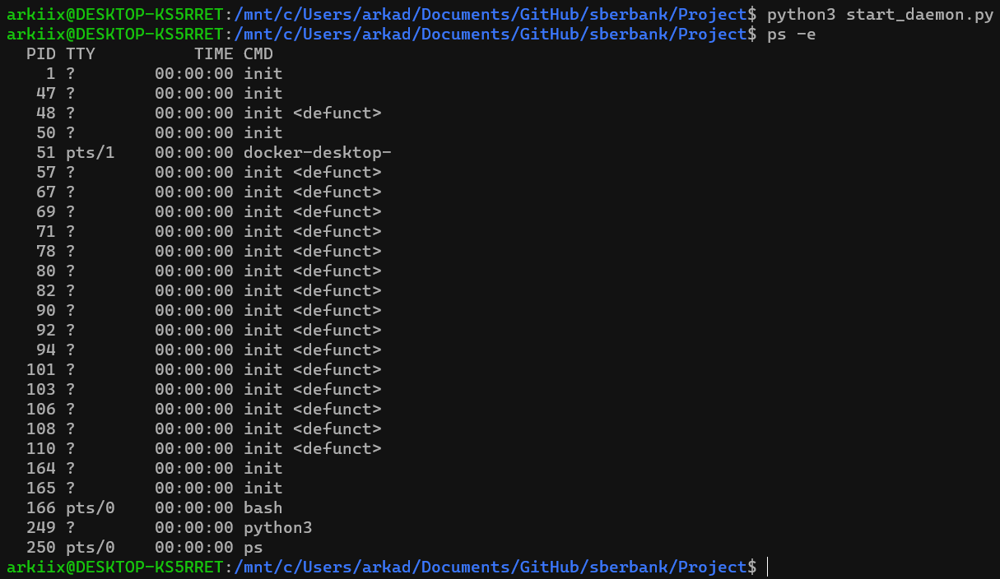 arkiix@DESKTOP-KS5RRET:/mnt/c/Users/arkad/Documents/GitHub/sberbank/Project$ python3 start_daemon.py
arkiix@DESKTOP-KS5RRET:/mnt/c/Users/arkad/Documents/GitHub/sberbank/Project$ ps -e
  PID TTY          TIME CMD
    1 ?        00:00:00 init
   47 ?        00:00:00 init
   48 ?        00:00:00 init <defunct>
   50 ?        00:00:00 init
   51 pts/1    00:00:00 docker-desktop-
   57 ?        00:00:00 init <defunct>
   67 ?        00:00:00 init <defunct>
   69 ?        00:00:00 init <defunct>
   71 ?        00:00:00 init <defunct>
   78 ?        00:00:00 init <defunct>
   80 ?        00:00:00 init <defunct>
   82 ?        00:00:00 init <defunct>
   90 ?        00:00:00 init <defunct>
   92 ?        00:00:00 init <defunct>
   94 ?        00:00:00 init <defunct>
  101 ?        00:00:00 init <defunct>
  103 ?        00:00:00 init <defunct>
  106 ?        00:00:00 init <defunct>
  108 ?        00:00:00 init <defunct>
  110 ?        00:00:00 init <defunct>
  164 ?        00:00:00 init
  165 ?        00:00:00 init
  166 pts/0    00:00:00 bash
  249 ?        00:00:00 python3
  250 pts/0    00:00:00 ps
arkiix@DESKTOP-KS5RRET:/mnt/c/Users/arkad/Documents/GitHub/sberbank/Project$